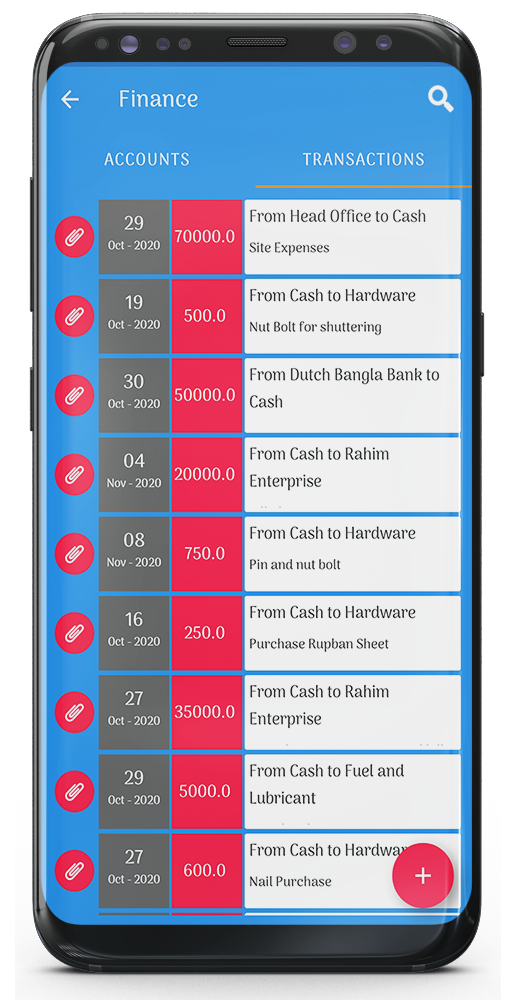 Finance
ACCOUNTS TRANSACTIONS
29
Oct - 2020
70000.0
From Head Office to Cash
Site Expenses
19
Oct - 2020
500.0
From Cash to Hardware
Nut Bolt for shuttering
30
Oct - 2020
50000.0
From Dutch Bangla Bank to
Cash
04
Nov - 2020
20000.0
From Cash to Rahim
Enterprise
08
Nov - 2020
750.0
From Cash to Hardware
Pin and nut bolt
16
Oct - 2020
250.0
From Cash to Hardware
Purchase Rupban Sheet
27
Oct - 2020
35000.0
From Cash to Rahim
Enterprise
29
Oct - 2020
5000.0
From Cash to Fuel and
Lubricant
27
Oct - 2020
600.0
From Cash to Hardwar
Nail Purchase
+